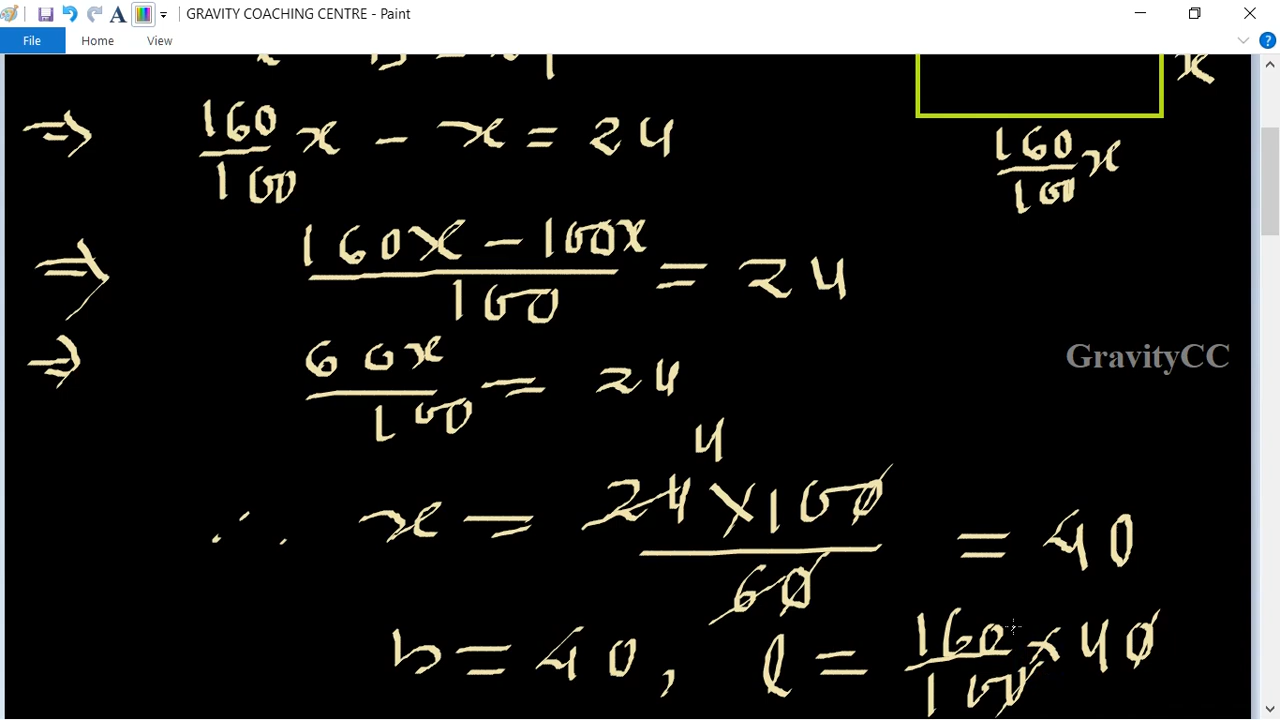 GRAVITY COACHING CENTRE - Paint
File Home View
x
⇒ 160/100 x - x = 24
160/100 x
⇒ (160x - 100x)/100 = 24
⇒ 60x/100 = 24
GravityCC
4
∴ x = (24 × 100)/60 = 40
b = 40, l = 160/100 × 40